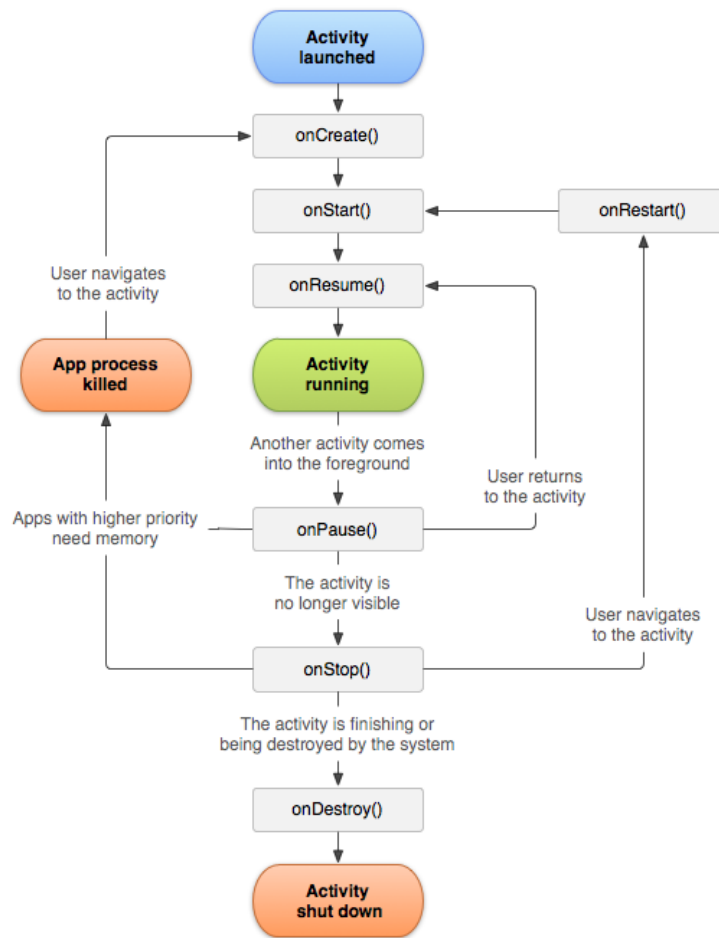 Activity
launched
onCreate()
onStart()
onRestart()
User navigates
to the activity
onResume()
App process
killed
Activity
running
Another activity comes
into the foreground
User returns
to the activity
Apps with higher priority
need memory
onPause()
The activity is
no longer visible
User navigates
to the activity
onStop()
The activity is finishing or
being destroyed by the system
onDestroy()
Activity
shut down